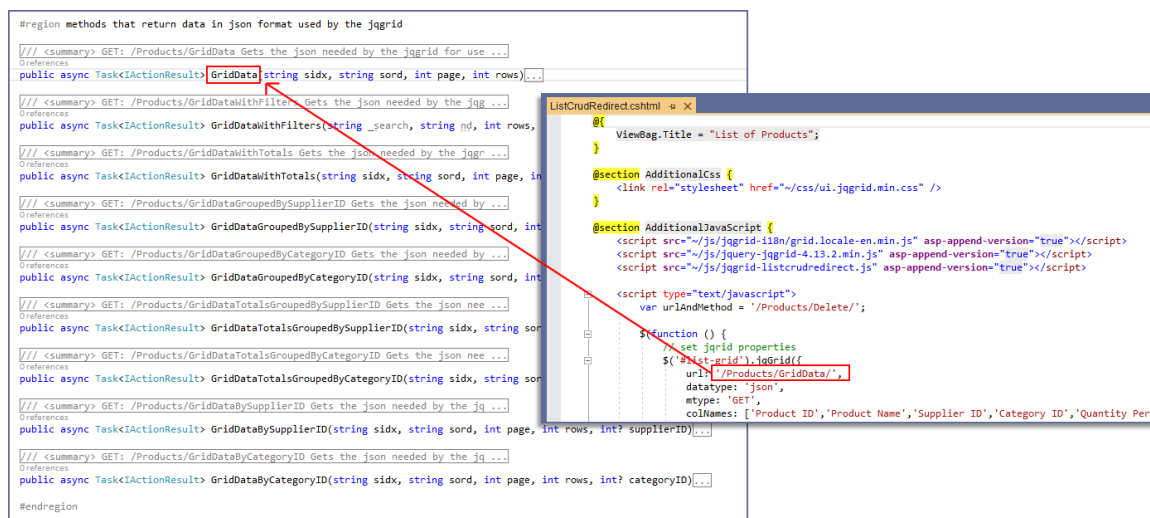 #region methods that return data in json format used by the jqgrid
/// <summary> GET: /Products/GridData Gets the json needed by the jqgrid for use ...
0 references
public async Task<IActionResult> GridData(string sidx, string sord, int page, int rows)...
/// <summary> GET: /Products/GridDataWithFilters Gets the json needed by the jqg ...
0 references
public async Task<IActionResult> GridDataWithFilters(string _search, string nd, int rows,
/// <summary> GET: /Products/GridDataWithTotals Gets the json needed by the jqgr ...
0 references
public async Task<IActionResult> GridDataWithTotals(string sidx, string sord, int page, in
/// <summary> GET: /Products/GridDataGroupedBySupplierID Gets the json needed by ...
0 references
public async Task<IActionResult> GridDataGroupedBySupplierID(string sidx, string sord, int
/// <summary> GET: /Products/GridDataGroupedByCategoryID Gets the json needed by ...
0 references
public async Task<IActionResult> GridDataGroupedByCategoryID(string sidx, string sord, int
/// <summary> GET: /Products/GridDataTotalsGroupedBySupplierID Gets the json nee ...
0 references
public async Task<IActionResult> GridDataTotalsGroupedBySupplierID(string sidx, string sor
/// <summary> GET: /Products/GridDataTotalsGroupedByCategoryID Gets the json nee ...
0 references
public async Task<IActionResult> GridDataTotalsGroupedByCategoryID(string sidx, string sor
/// <summary> GET: /Products/GridDataBySupplierID Gets the json needed by the jq ...
0 references
public async Task<IActionResult> GridDataBySupplierID(string sidx, string sord, int page, int rows, int? supplierID)...
/// <summary> GET: /Products/GridDataByCategoryID Gets the json needed by the jq ...
0 references
public async Task<IActionResult> GridDataByCategoryID(string sidx, string sord, int page, int rows, int? categoryID)...
#endregion
ListCrudRedirect.cshtml
@{
ViewBag.Title = "List of Products";
}
@section AdditionalCss {
<link rel="stylesheet" href="~/css/ui.jqgrid.min.css" />
}
@section AdditionalJavaScript {
<script src="~/js/jqgrid-i18n/grid.locale-en.min.js" asp-append-version="true"></script>
<script src="~/js/jquery-jqgrid-4.13.2.min.js" asp-append-version="true"></script>
<script src="~/js/jqgrid-listcrudredirect.js" asp-append-version="true"></script>
<script type="text/javascript">
var urlAndMethod = '/Products/Delete/';
$(function () {
// set jqrid properties
$('#list-grid').jqGrid({
url: '/Products/GridData/',
datatype: 'json',
mtype: 'GET',
colNames: ['Product ID','Product Name','Supplier ID','Category ID','Quantity Per